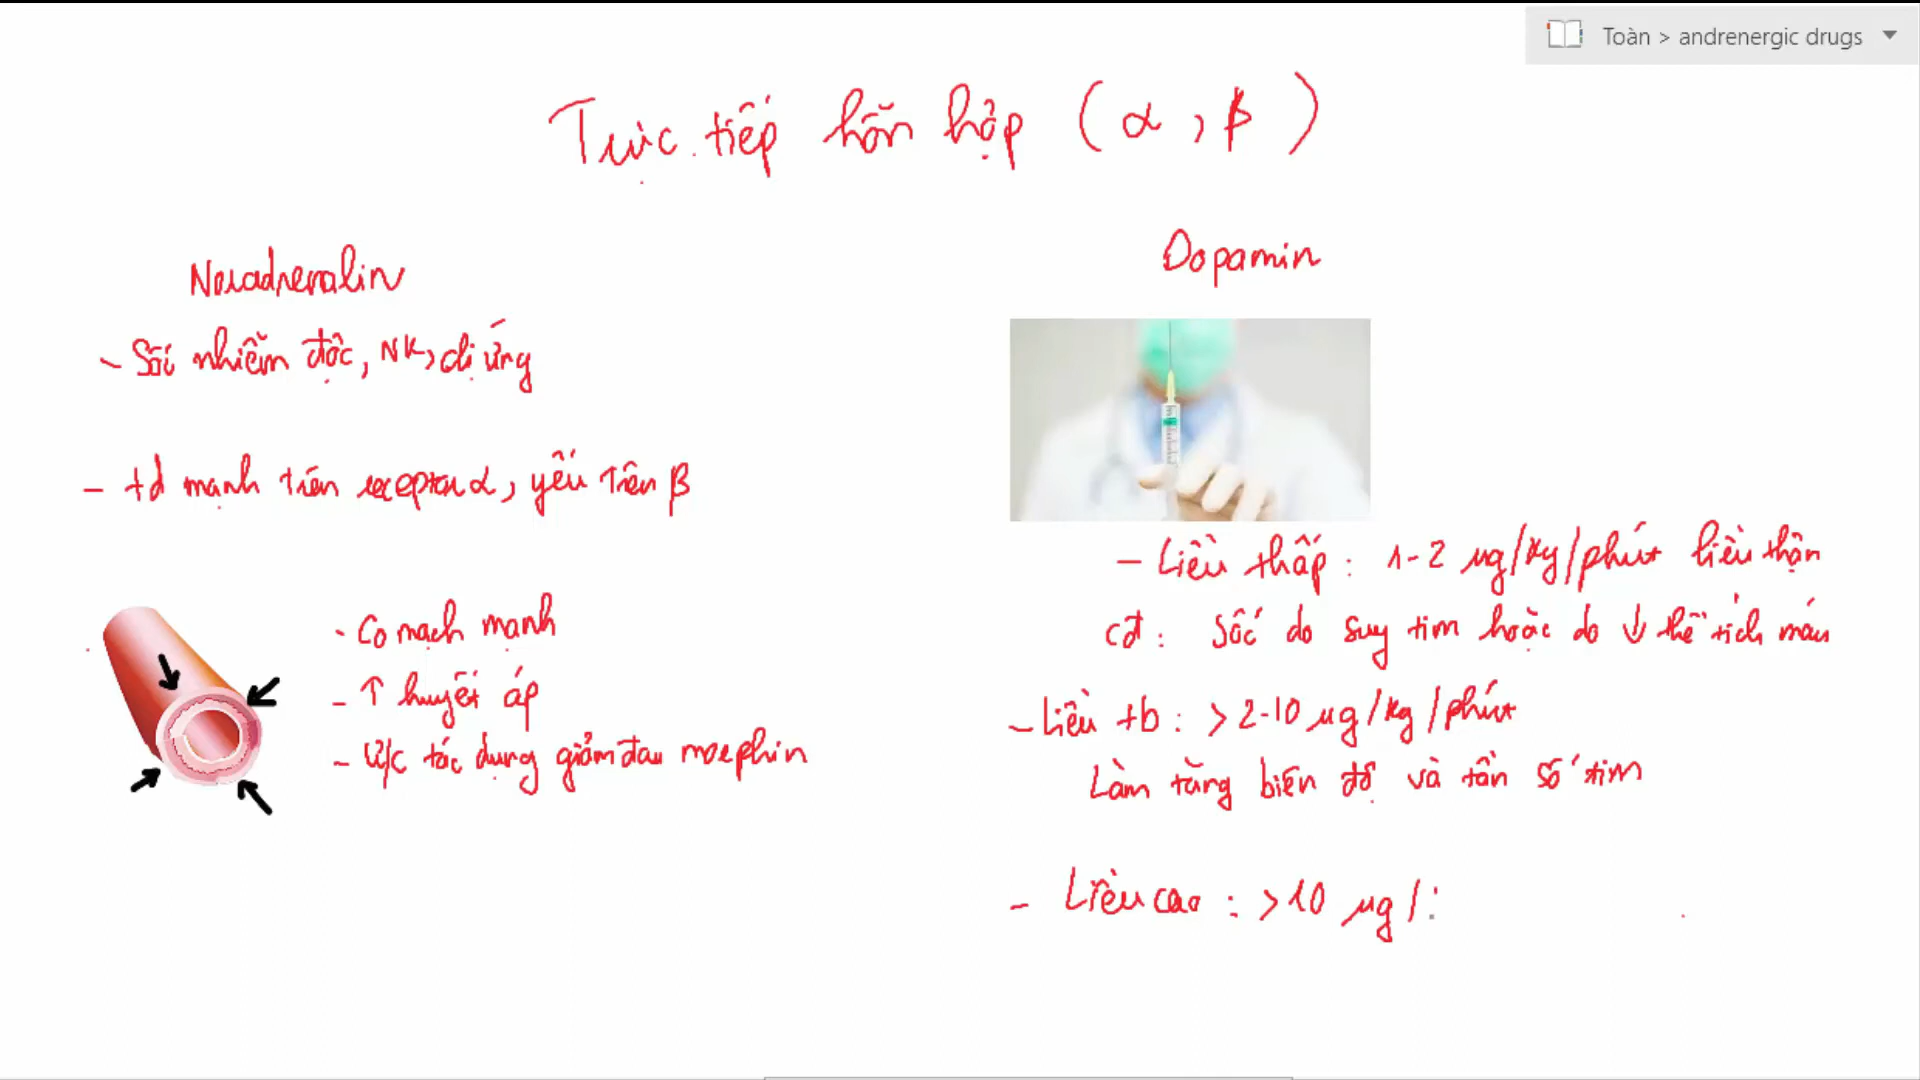 Toàn > andrenergic drugs
Trực tiếp hỗn hợp (α, β)
Noradrenalin
- Sốc nhiễm độc, NK, dị ứng
- td mạnh trên receptor α, yếu trên β
- Co mạch mạnh
- ↑ huyết áp
- Ư/C tác dụng giảm đau morphin
Dopamin
- Liều thấp : 1-2 µg/kg/phút liều thận
cđ : Sốc do suy tim hoặc do ↓ thể tích máu
- Liều tb : >2-10 µg/kg/phút
Làm tăng biên độ và tần số tim
- Liều cao : >10 µg/